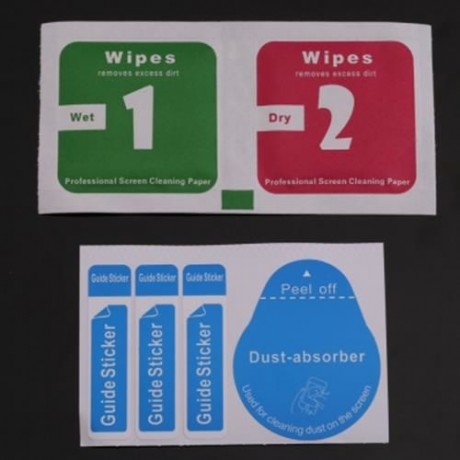 Wipes
removes excess dirt
Wet
1
Professional Screen Cleaning Paper
Wipes
removes excess dirt
Dry
2
Professional Screen Cleaning Paper
Guide Sticker
Guide Sticker
Guide Sticker
Guide Sticker
Guide Sticker
Guide Sticker
Peel off
Dust-absorber
Used for cleaning dust on the screen